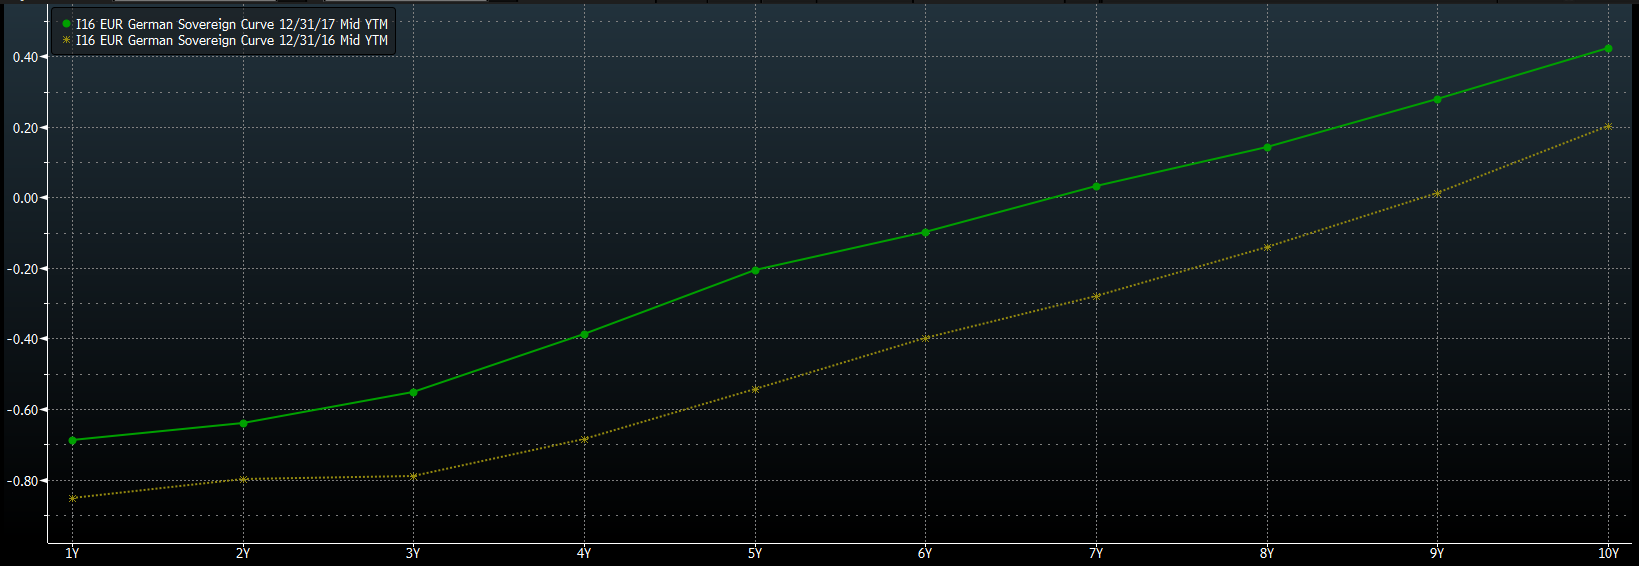 I16 EUR German Sovereign Curve 12/31/17 Mid YTM
I16 EUR German Sovereign Curve 12/31/16 Mid YTM
0.40
0.20
0.00
-0.20
-0.40
-0.60
-0.80
1Y 2Y 3Y 4Y 5Y 6Y 7Y 8Y 9Y 10Y